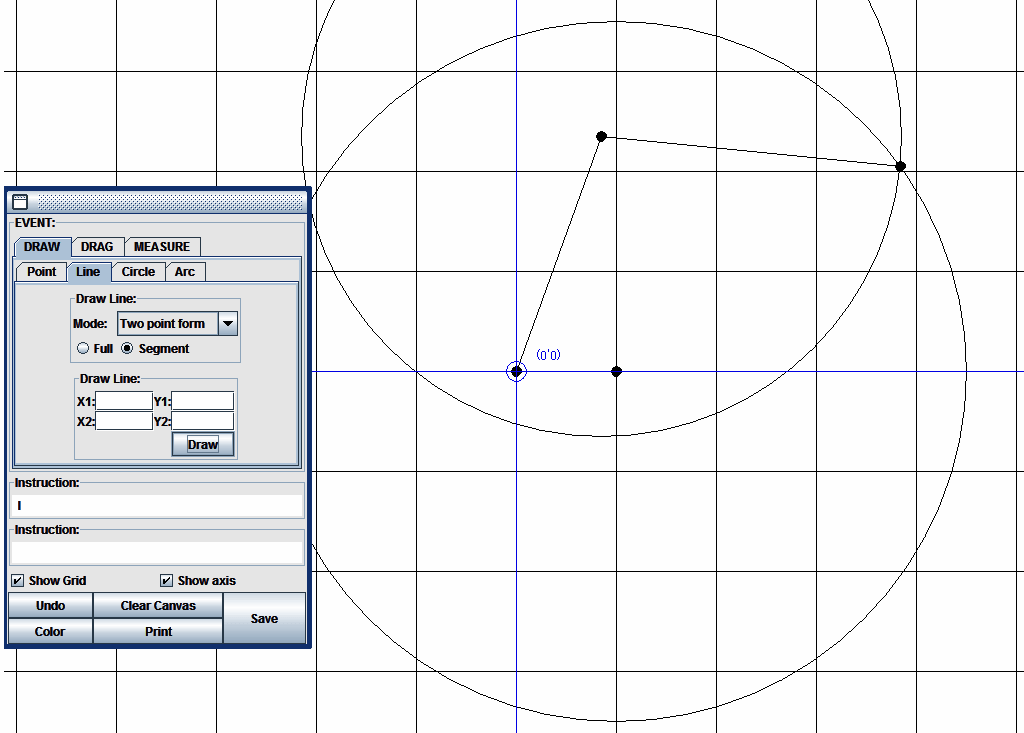 EVENT:
DRAW DRAG MEASURE
Point Line Circle Arc
Draw Line:
Mode: Two point form
Full Segment
Draw Line:
X1: Y1:
X2: Y2:
Draw
Instruction:
I
Instruction:
Show Grid Show axis
Undo Clear Canvas Save
Color Print
(0'0)